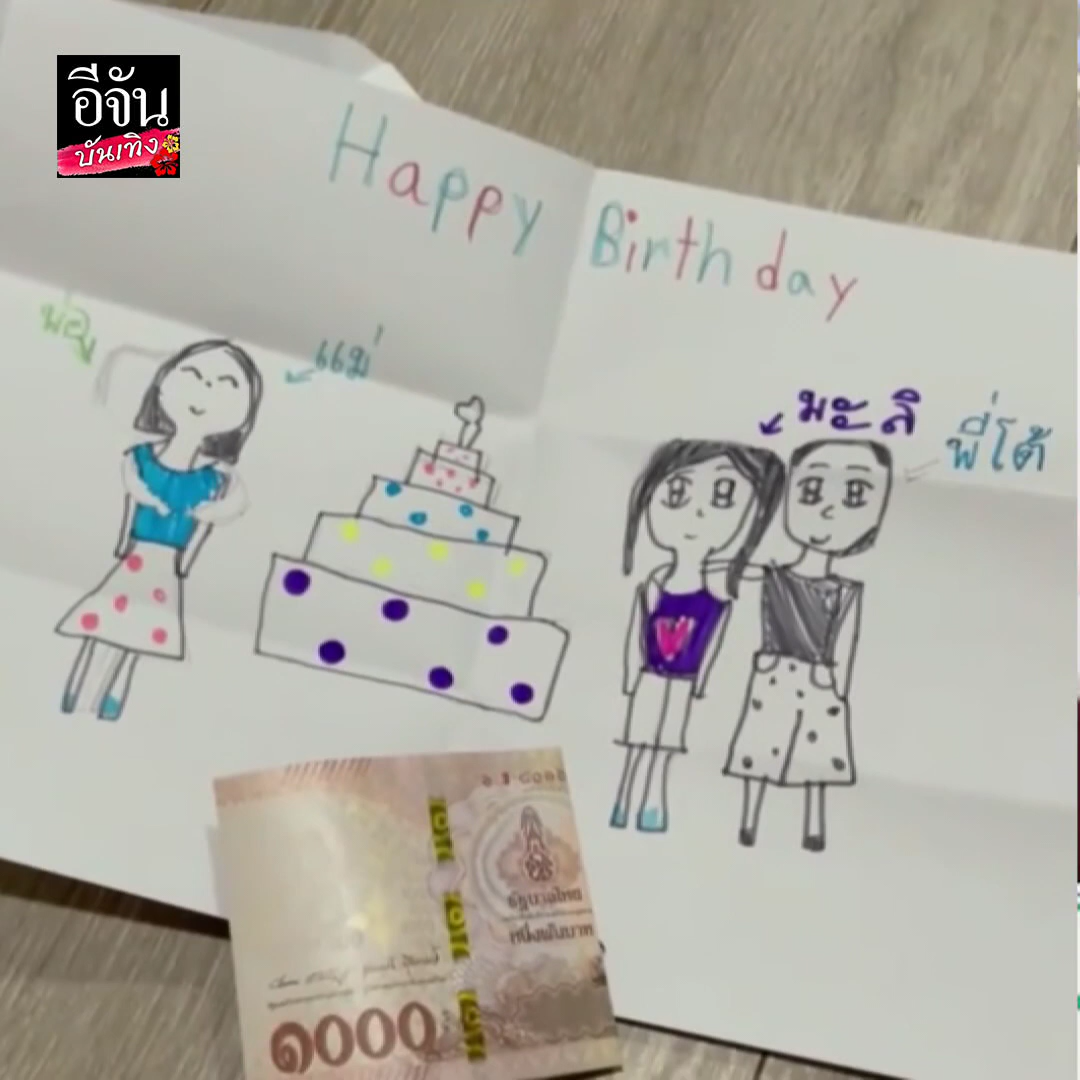 อีจัน
บันเทิง
Happy Birthday
แม่
มะลิ
พี่โต้
รัฐบาลไทย
หนึ่งพันบาท
๑๐๐๐